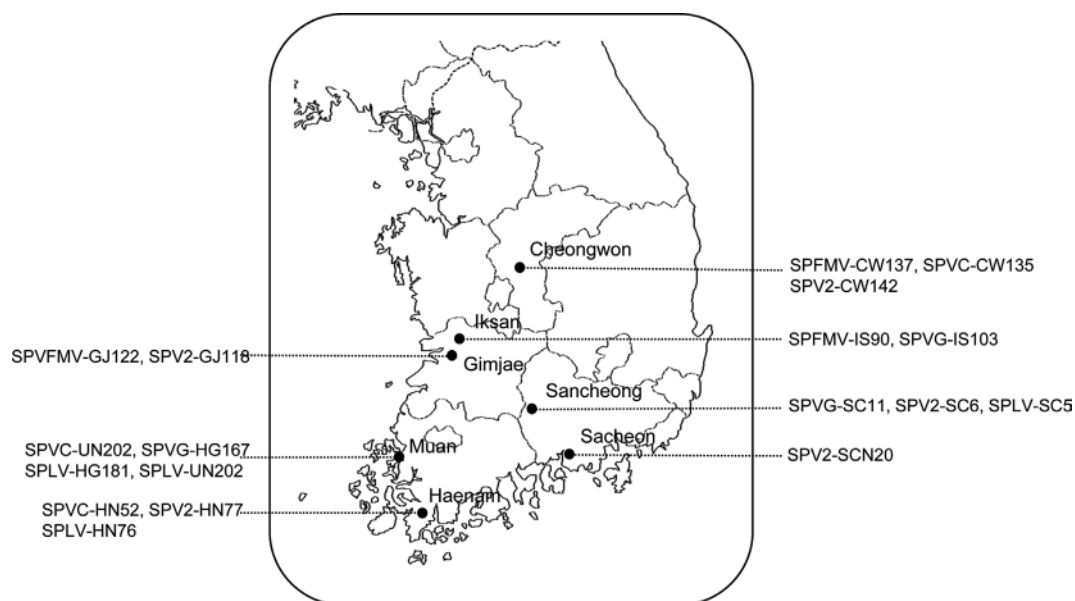 Cheongwon
SPFMV-CW137, SPVC-CW135
SPV2-CW142
Iksan
SPFMV-IS90, SPVG-IS103
SPVFMV-GJ122, SPV2-GJ118
Gimjae
Sancheong
SPVG-SC11, SPV2-SC6, SPLV-SC5
Sacheon
SPV2-SCN20
SPVC-UN202, SPVG-HG167
SPLV-HG181, SPLV-UN202
Muan
SPVC-HN52, SPV2-HN77
SPLV-HN76
Haenam